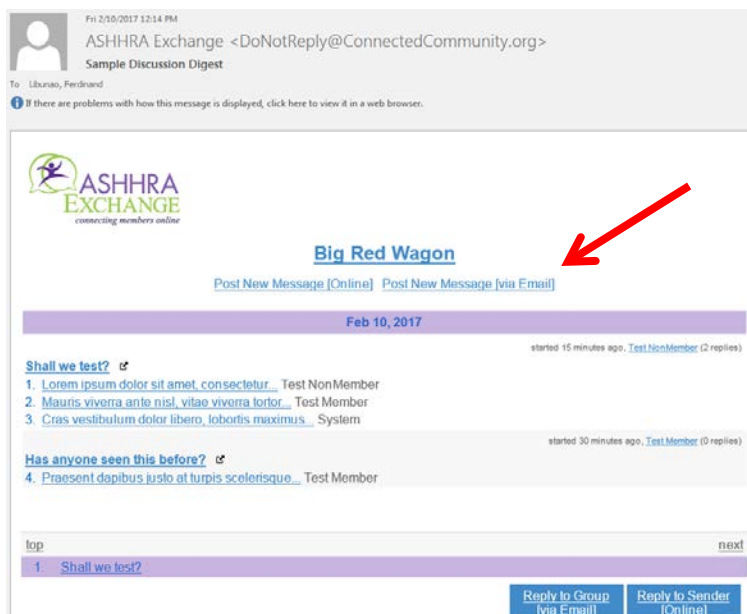 Fri 2/10/2017 12:14 PM
ASHHRA Exchange <DoNotReply@ConnectedCommunity.org>
Sample Discussion Digest
To Libunao, Ferdinand
If there are problems with how this message is displayed, click here to view it in a web browser.
ASHHRA
EXCHANGE
connecting members online
Big Red Wagon
Post New Message [Online] Post New Message [via Email]
Feb 10, 2017
started 15 minutes ago, Test NonMember (2 replies)
Shall we test?
1. Lorem ipsum dolor sit amet, consectetur... Test NonMember
2. Mauris viverra ante nisl, vitae viverra tortor... Test Member
3. Cras vestibulum dolor libero, lobortis maximus... System
started 30 minutes ago, Test Member (0 replies)
Has anyone seen this before?
4. Praesent dapibus justo at turpis scelerisque... Test Member
top next
1. Shall we test?
Reply to Group [via Email] Reply to Sender [Online]